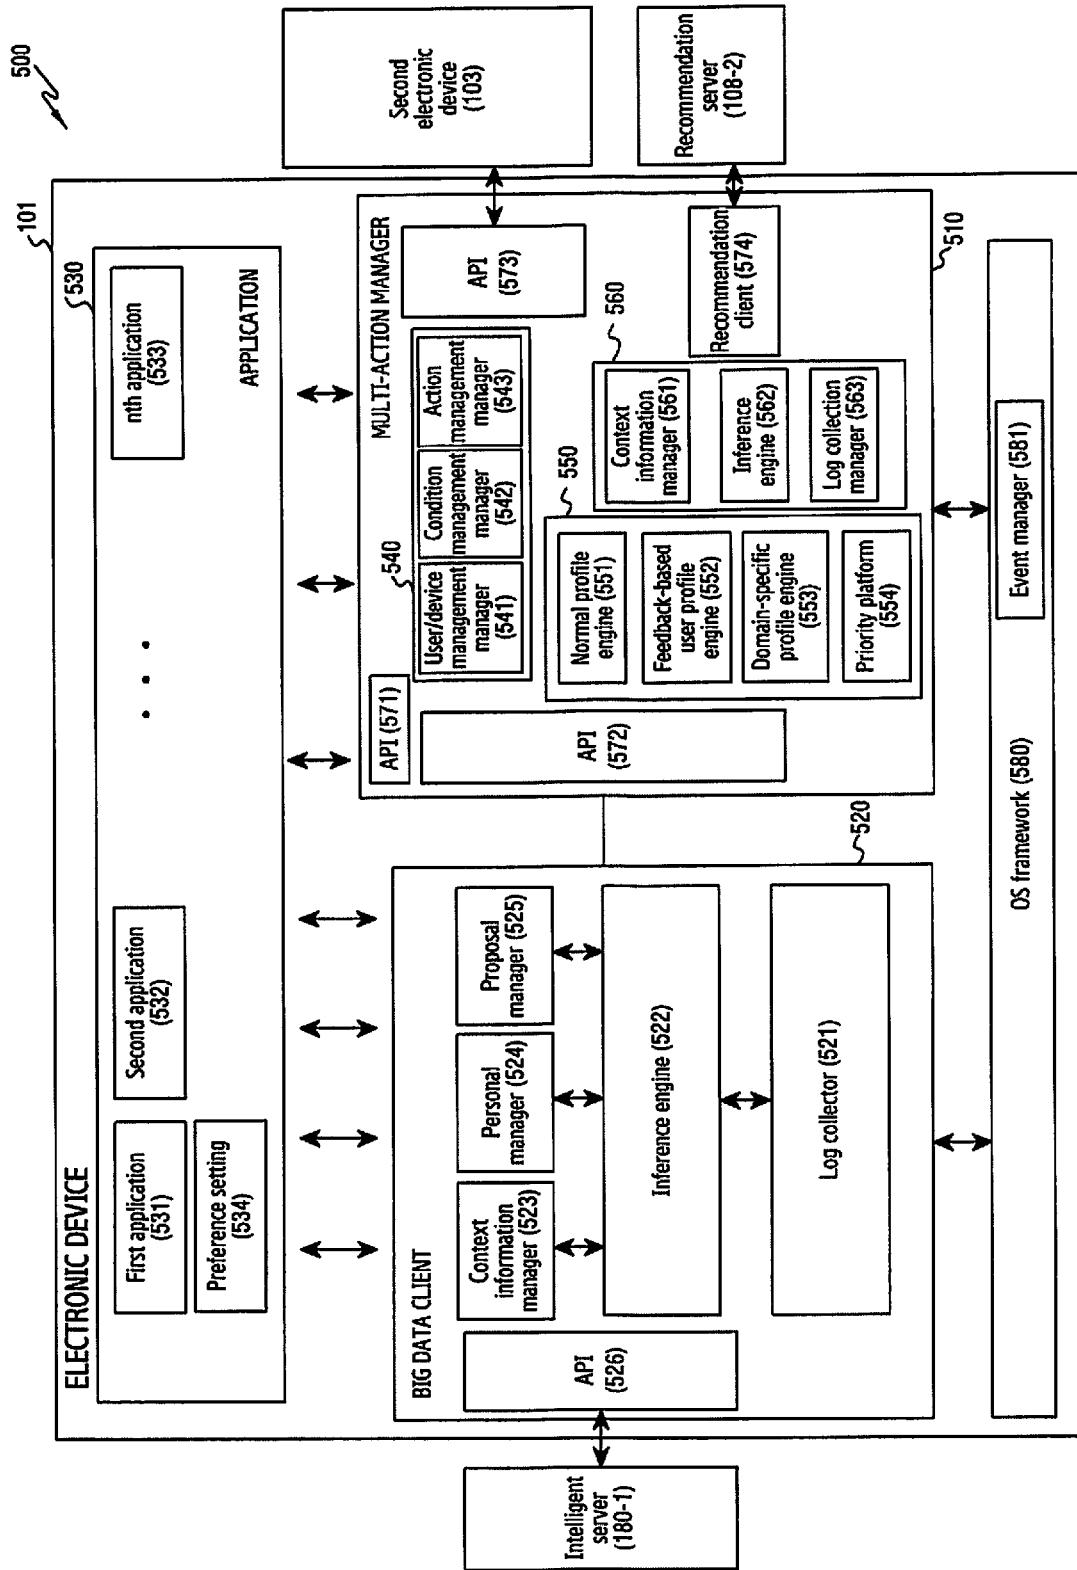 500
ELECTRONIC DEVICE
101
530
First application
(531)
Second application
(532)
• • •
nth application
(533)
Preference setting
(534)
APPLICATION
Intelligent
server
(180-1)
BIG DATA CLIENT
520
API
(526)
Context
information
manager (523)
Personal
manager (524)
Proposal
manager (525)
Inference engine (522)
Log collector (521)
MULTI-ACTION MANAGER
510
API (571)
API
(572)
540
User/device
management
manager
(541)
Condition
management
manager
(542)
Action
management
manager
(543)
API
(573)
550
Normal profile
engine (551)
Feedback-based
user profile
engine (552)
Domain-specific
profile engine
(553)
Priority platform
(554)
560
Context
information
manager (561)
Inference
engine (562)
Log collection
manager (563)
Recommendation
client (574)
Second
electronic
device
(103)
Recommendation
server
(108-2)
OS framework (580)
Event manager (581)